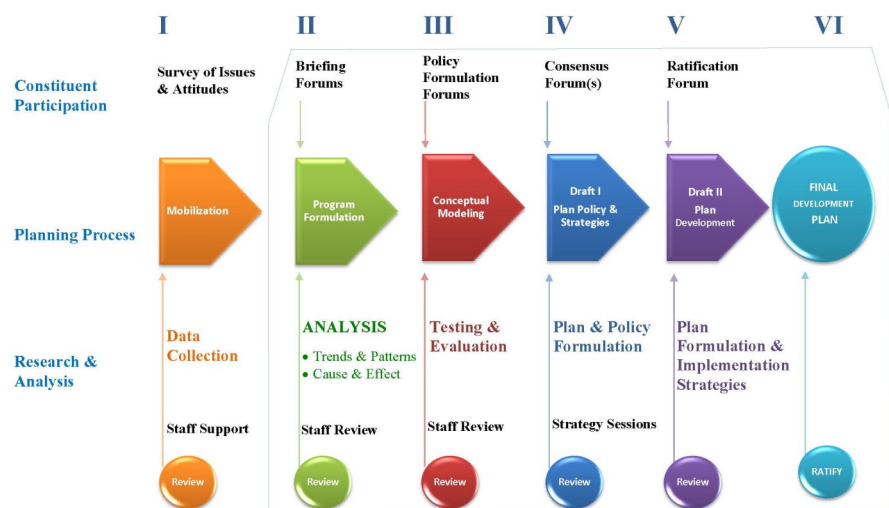 I
II
III
IV
V
VI
Constituent
Participation
Survey of Issues
& Attitudes
Briefing
Forums
Policy
Formulation
Forums
Consensus
Forum(s)
Ratification
Forum
Planning Process
Mobilization
Program
Formulation
Conceptual
Modeling
Draft I
Plan Policy &
Strategies
Draft II
Plan
Development
FINAL
DEVELOPMENT
PLAN
Research &
Analysis
Data
Collection
ANALYSIS
• Trends & Patterns
• Cause & Effect
Testing &
Evaluation
Plan & Policy
Formulation
Plan
Formulation &
Implementation
Strategies
Staff Support
Staff Review
Staff Review
Strategy Sessions
Review
Review
Review
Review
Review
RATIFY